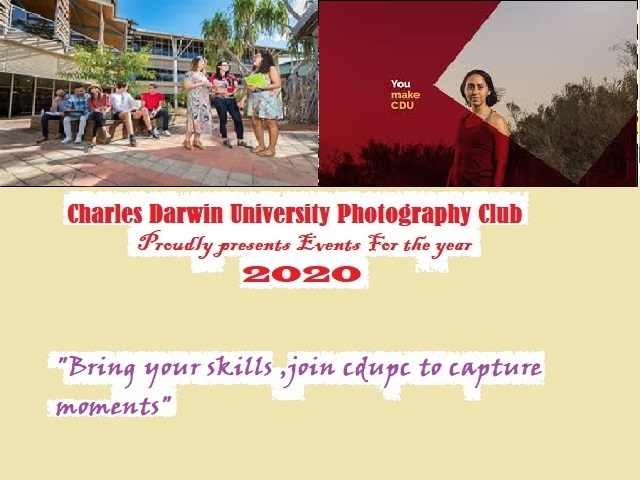 You
make
CDU
Charles Darwin University Photography Club
Proudly presents Events For the year
2020
"Bring your skills ,join cdupc to capture
moments"